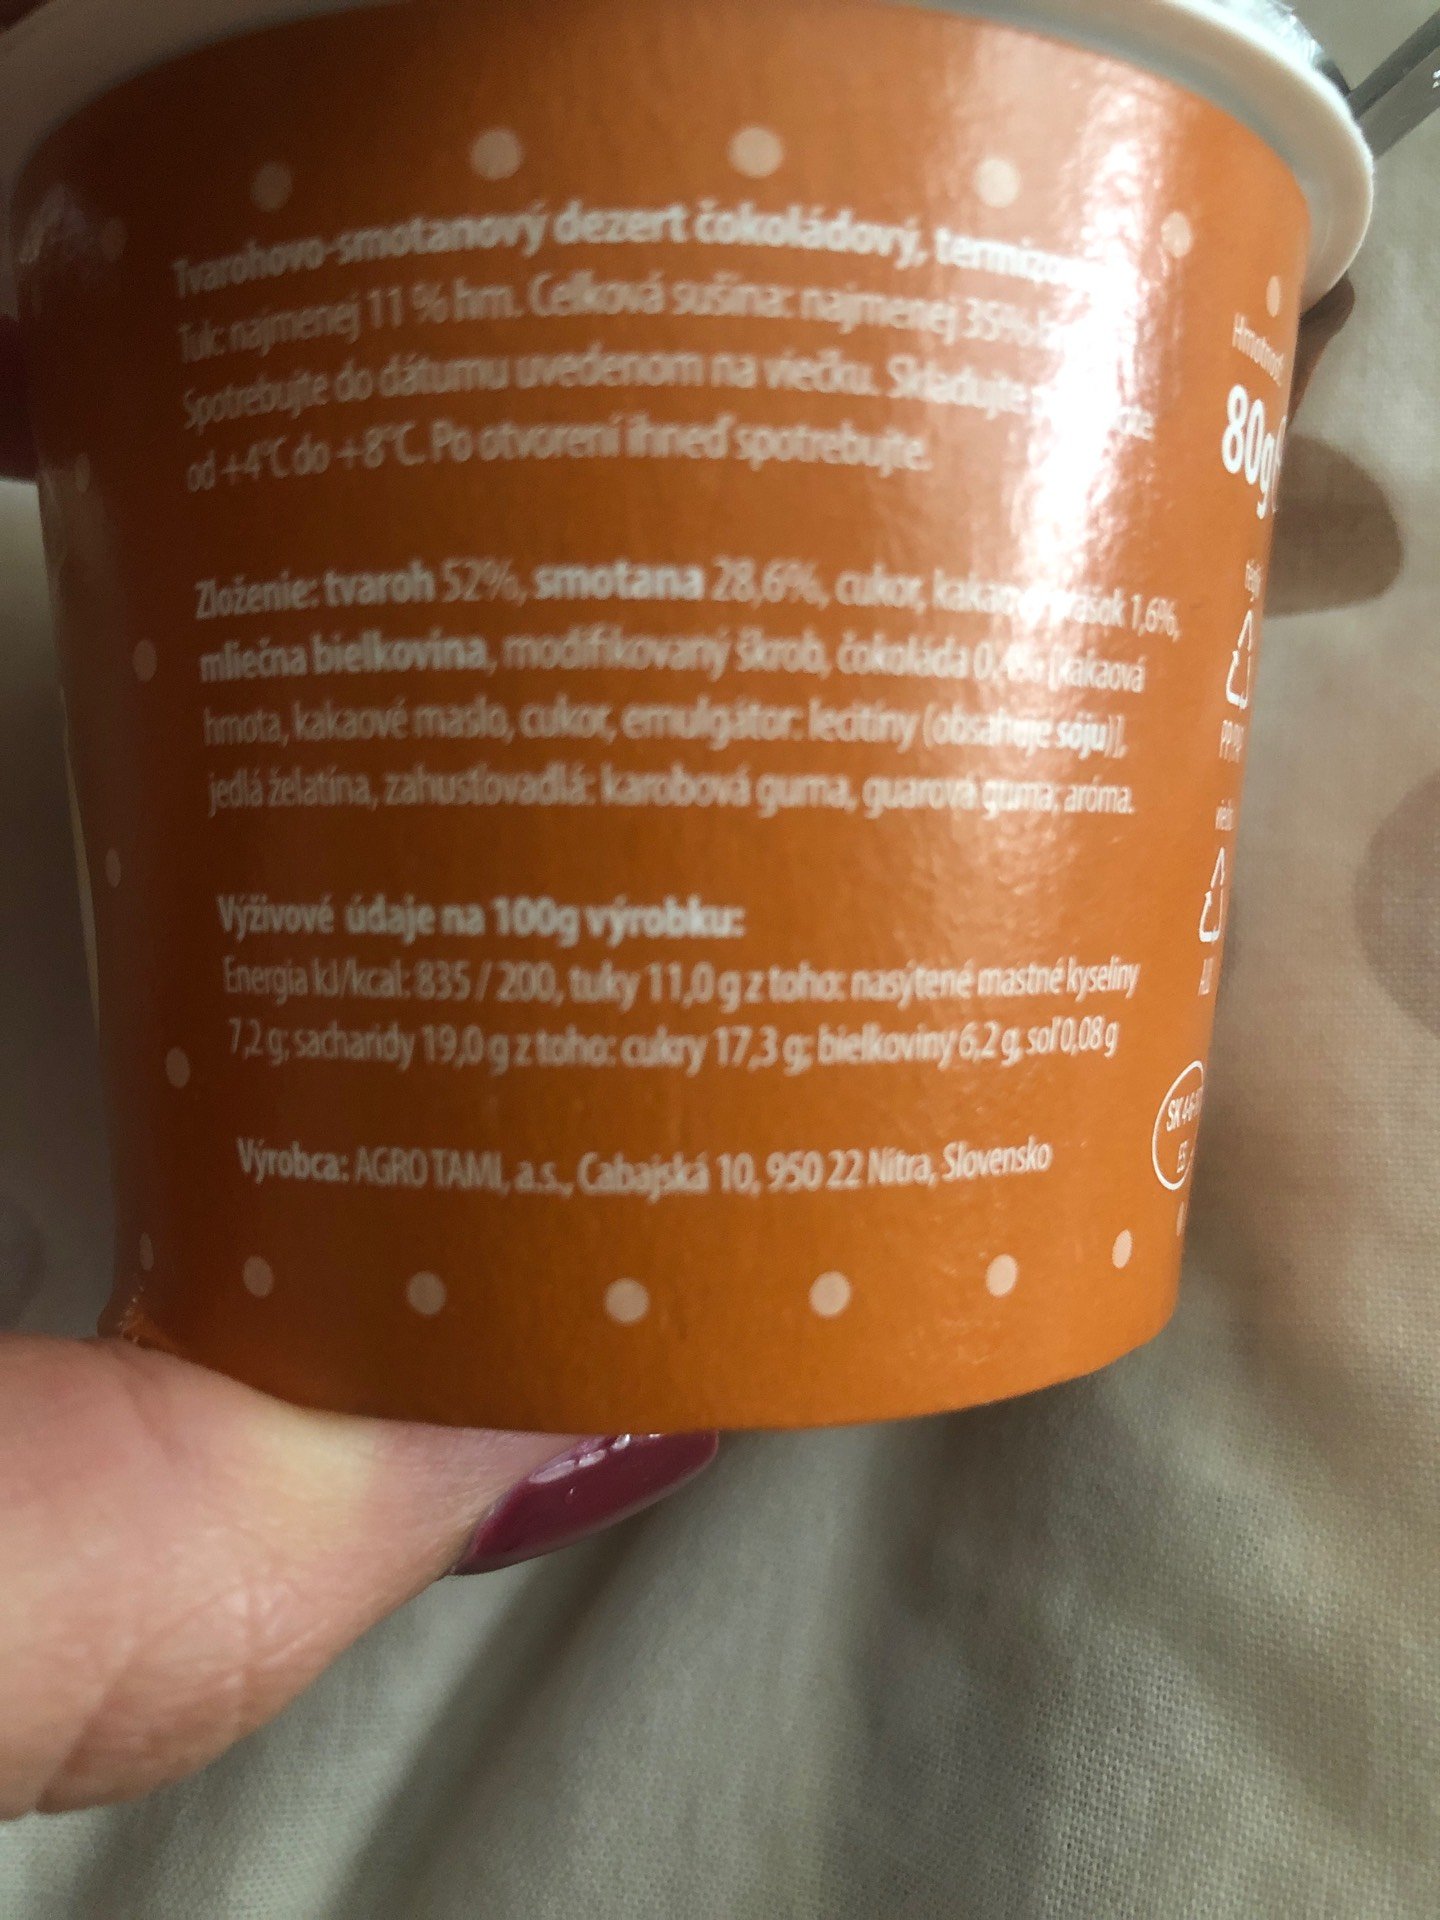 Tvarohovo-smotanový dezert čokoládový,
Tuk: najmenej 11 % hm. Celková sušina: najmenej 35%
Spotrebujte do dátumu uvedenom na viečku. Skladujte
od +4°C do +8°C. Po otvorení ihneď spotrebujte.
Zloženie: tvaroh 52%, smotana 28,6%, cukor, 1,6%,
mliečna bielkovina, modifikovaný škrob, čokoláda [kakaová
hmota, kakaové maslo, cukor, emulgátor: lecitíny (obsahuje sóju)],
jedlá želatína, zahusťovadlá: karobová guma, guarová guma; aróma.
Výživové údaje na 100g výrobku:
Energia kJ/kcal: 835 / 200, tuky 11,0 g z toho: nasýtené mastné kyseliny
7,2 g; sacharidy 19,0 g z toho: cukry 17,3 g; bielkoviny 6,2 g, soľ 0,08 g
Výrobca: AGRO TAMI, a.s., Cabajská 10, 950 22 Nitra, Slovensko
Hmotnosť
80g
SK